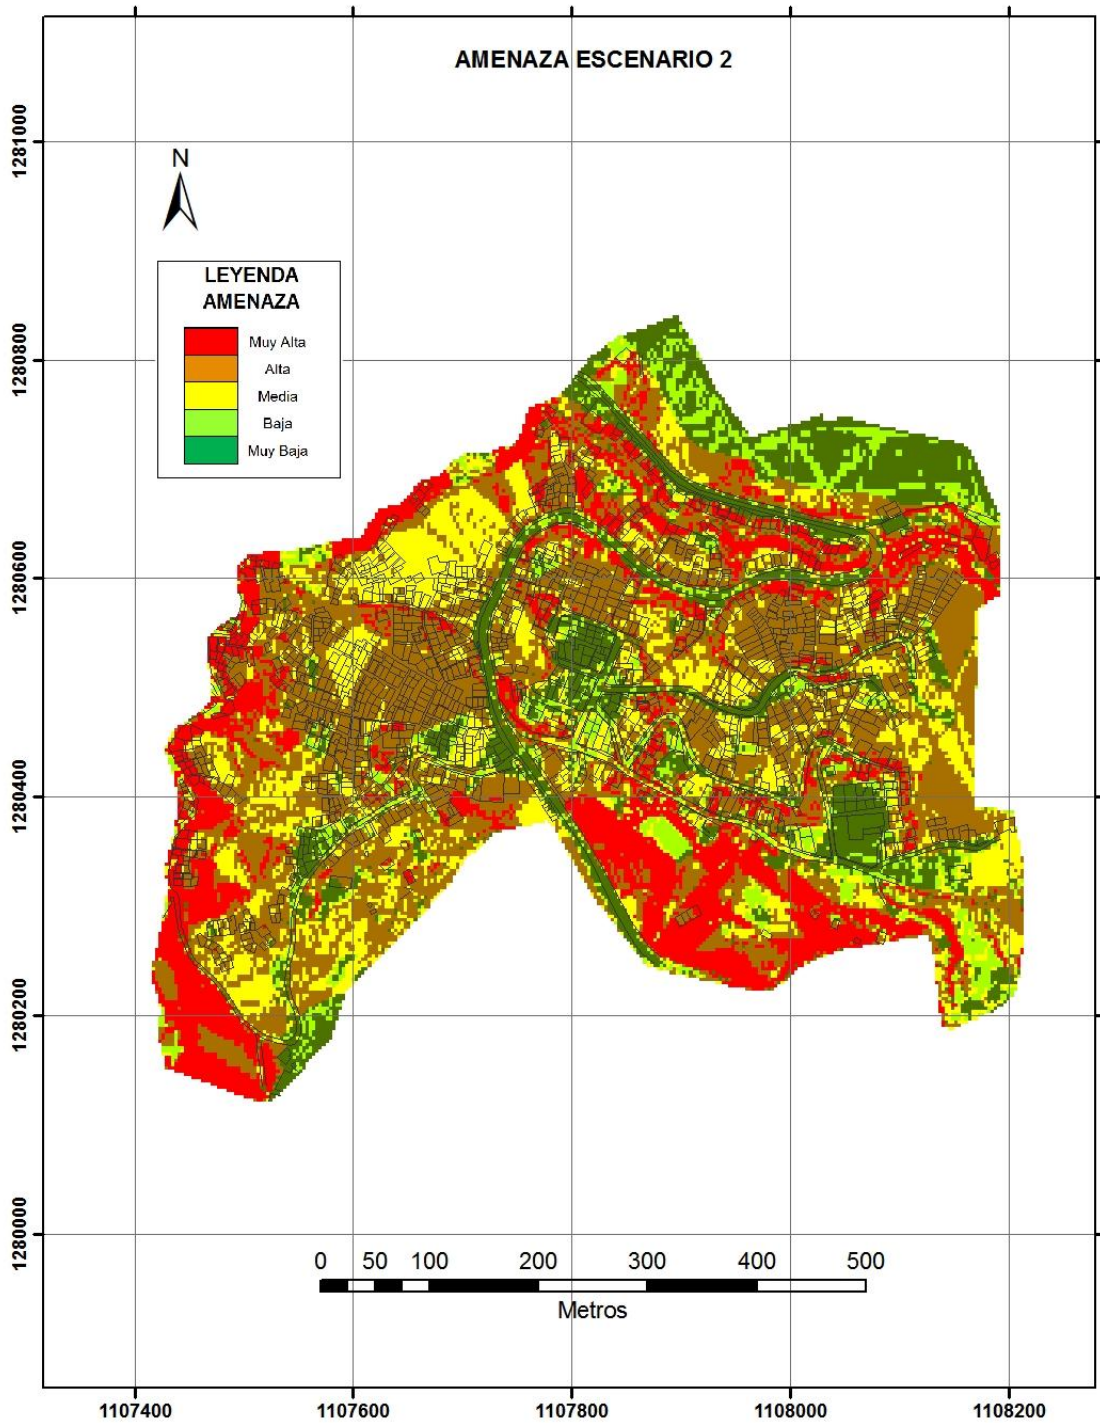 AMENAZA ESCENARIO 2
1281000
1280800
1280600
1280400
1280200
1280000
N
LEYENDA
AMENAZA
Muy Alta
Alta
Media
Baja
Muy Baja
0 50 100 200 300 400 500
Metros
1107400 1107600 1107800 1108000 1108200